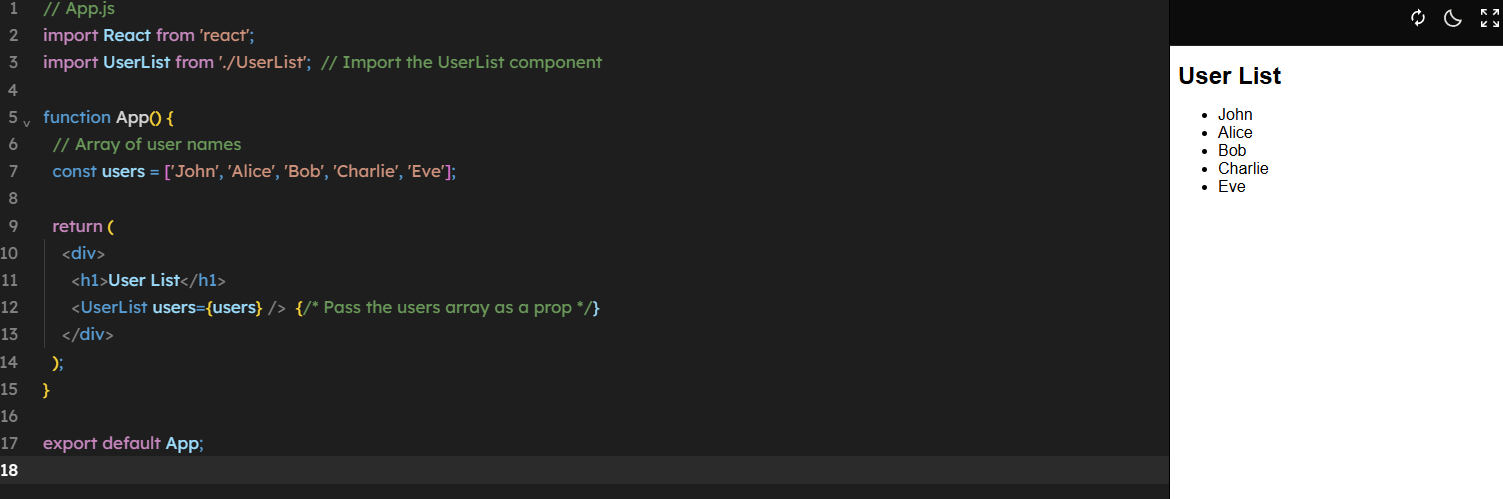 1 // App.js
2 import React from 'react';
3 import UserList from './UserList';  // Import the UserList component
4
5 function App() {
6   // Array of user names
7   const users = ['John', 'Alice', 'Bob', 'Charlie', 'Eve'];
8
9   return (
10     <div>
11       <h1>User List</h1>
12       <UserList users={users} />  {/* Pass the users array as a prop */}
13     </div>
14   );
15 }
16
17 export default App;
18
User List
• John
• Alice
• Bob
• Charlie
• Eve